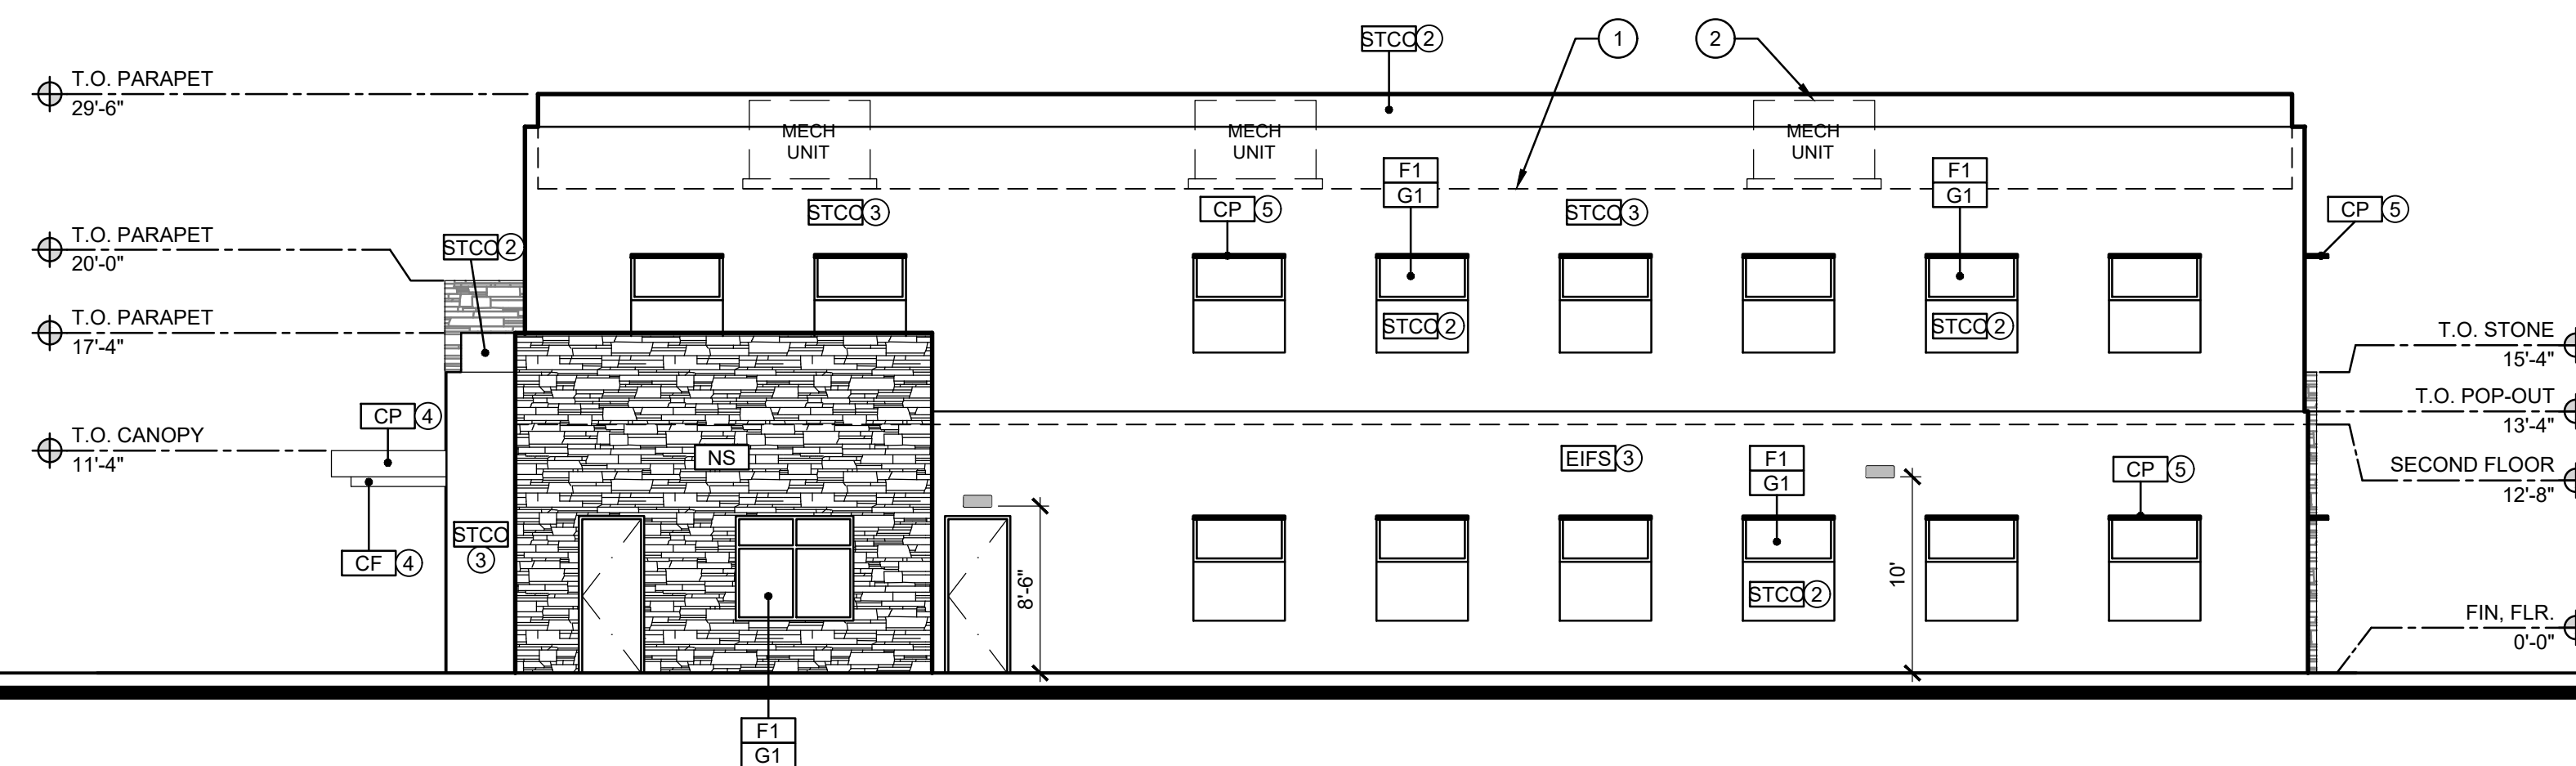 STCO 2
1
2
T.O. PARAPET
29'-6"
MECH
UNIT
MECH
UNIT
MECH
UNIT
F1
G1
F1
G1
STCO 3
CP 5
STCO 3
CP 5
T.O. PARAPET
20'-0"
STCO 2
T.O. PARAPET
17'-4"
STCO 2
STCO 2
T.O. STONE
15'-4"
T.O. POP-OUT
13'-4"
CP 4
T.O. CANOPY
11'-4"
NS
EIFS 3
F1
G1
CP 5
SECOND FLOOR
12'-8"
STCO
3
CF 4
8'-6"
10'
STCO 2
FIN, FLR.
0'-0"
F1
G1